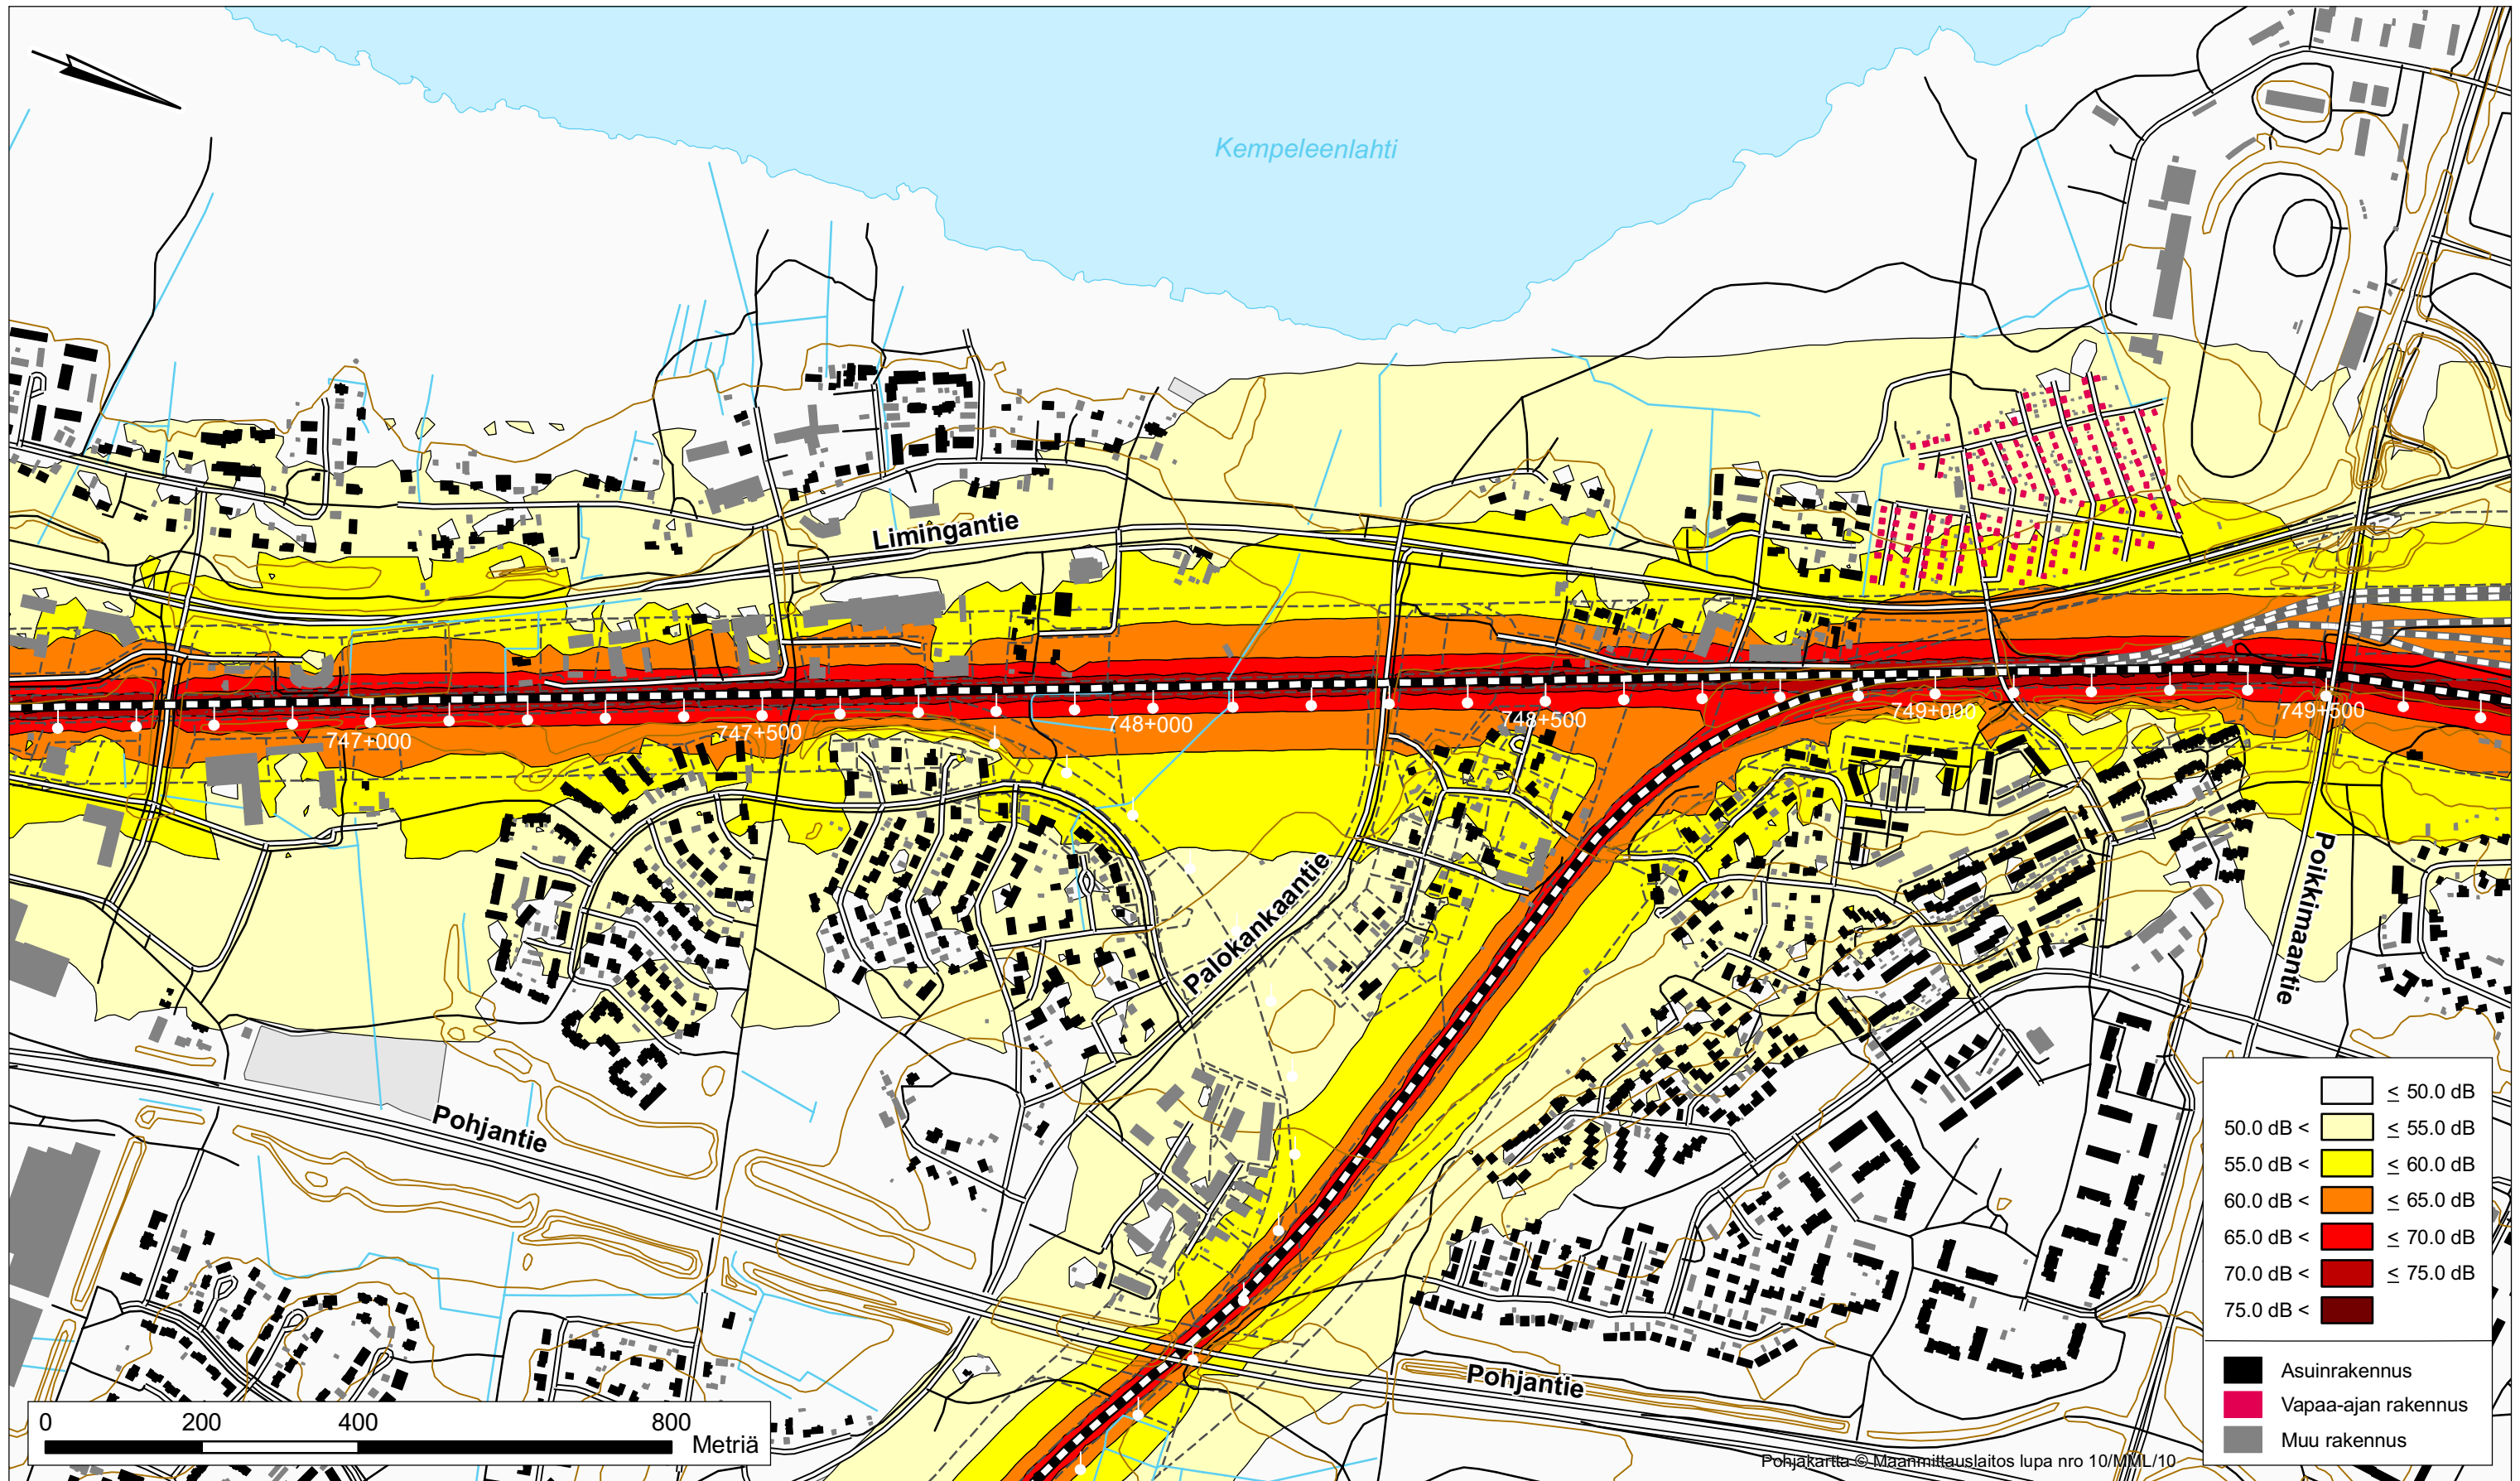 Kempeleenlahti
Limingantie
747+000
747+500
748+000
748+500
749+000
749+500
Palokankaantie
Poikkimaantie
Pohjantie
Pohjantie
≤ 50.0 dB
50.0 dB < ≤ 55.0 dB
55.0 dB < ≤ 60.0 dB
60.0 dB < ≤ 65.0 dB
65.0 dB < ≤ 70.0 dB
70.0 dB < ≤ 75.0 dB
75.0 dB <
Asuinrakennus
Vapaa-ajan rakennus
Muu rakennus
0 200 400 800
Metriä
Pohjakartta © Maanmittauslaitos lupa nro 10/MML/10